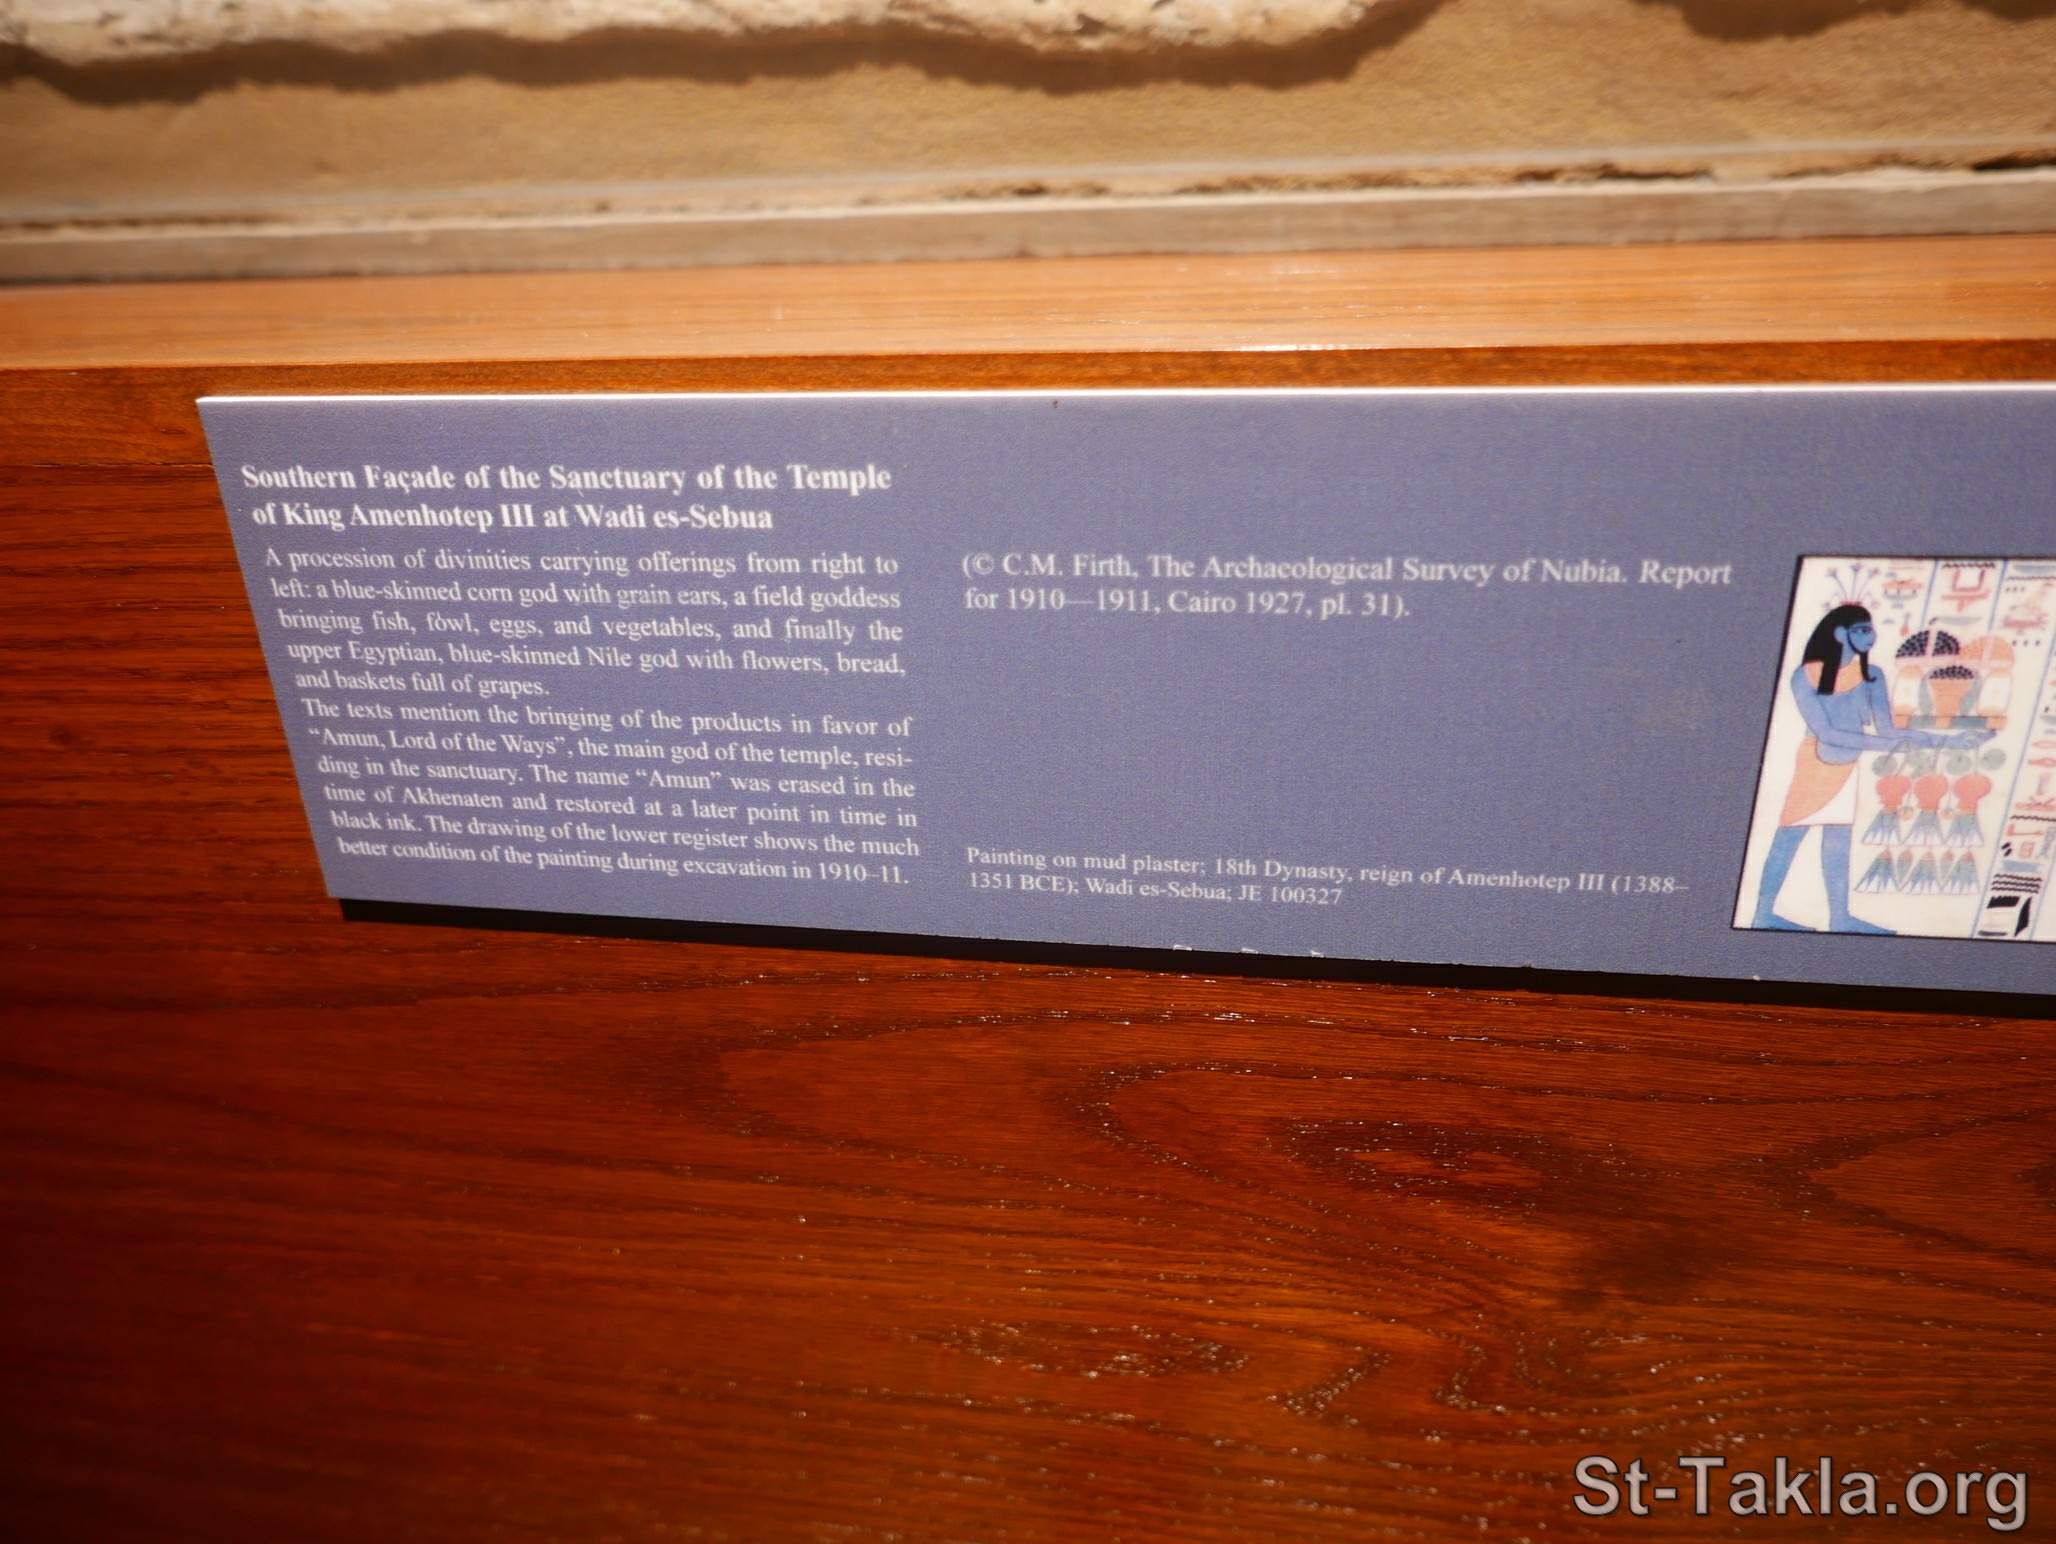 Southern Façade of the Sanctuary of the Temple
of King Amenhotep III at Wadi es-Sebua
A procession of divinities carrying offerings from right to
left: a blue-skinned corn god with grain ears, a field goddess
bringing fish, fowl, eggs, and vegetables, and finally the
upper Egyptian, blue-skinned Nile god with flowers, bread,
and baskets full of grapes.
The texts mention the bringing of the products in favor of
“Amun, Lord of the Ways”, the main god of the temple, resi-
ding in the sanctuary. The name “Amun” was erased in the
time of Akhenaten and restored at a later point in time in
black ink. The drawing of the lower register shows the much
better condition of the painting during excavation in 1910–11.
(© C.M. Firth, The Archaeological Survey of Nubia. Report
for 1910—1911, Cairo 1927, pl. 31).
Painting on mud plaster; 18th Dynasty, reign of Amenhotep III (1388–
1351 BCE); Wadi es-Sebua; JE 100327
St-Takla.org